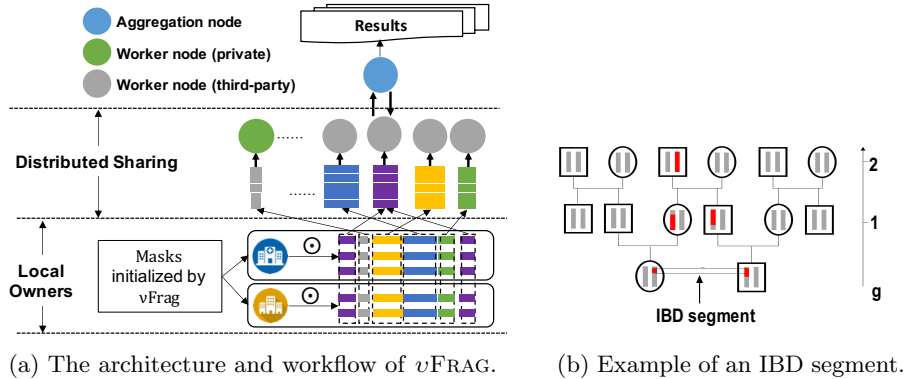 Aggregation node
Worker node (private)
Worker node (third-party)
Results
Distributed Sharing
......
......
Local
Owners
Masks
initialized by
vFrag
2
1
g
IBD segment
(a) The architecture and workflow of vFRAG.
(b) Example of an IBD segment.